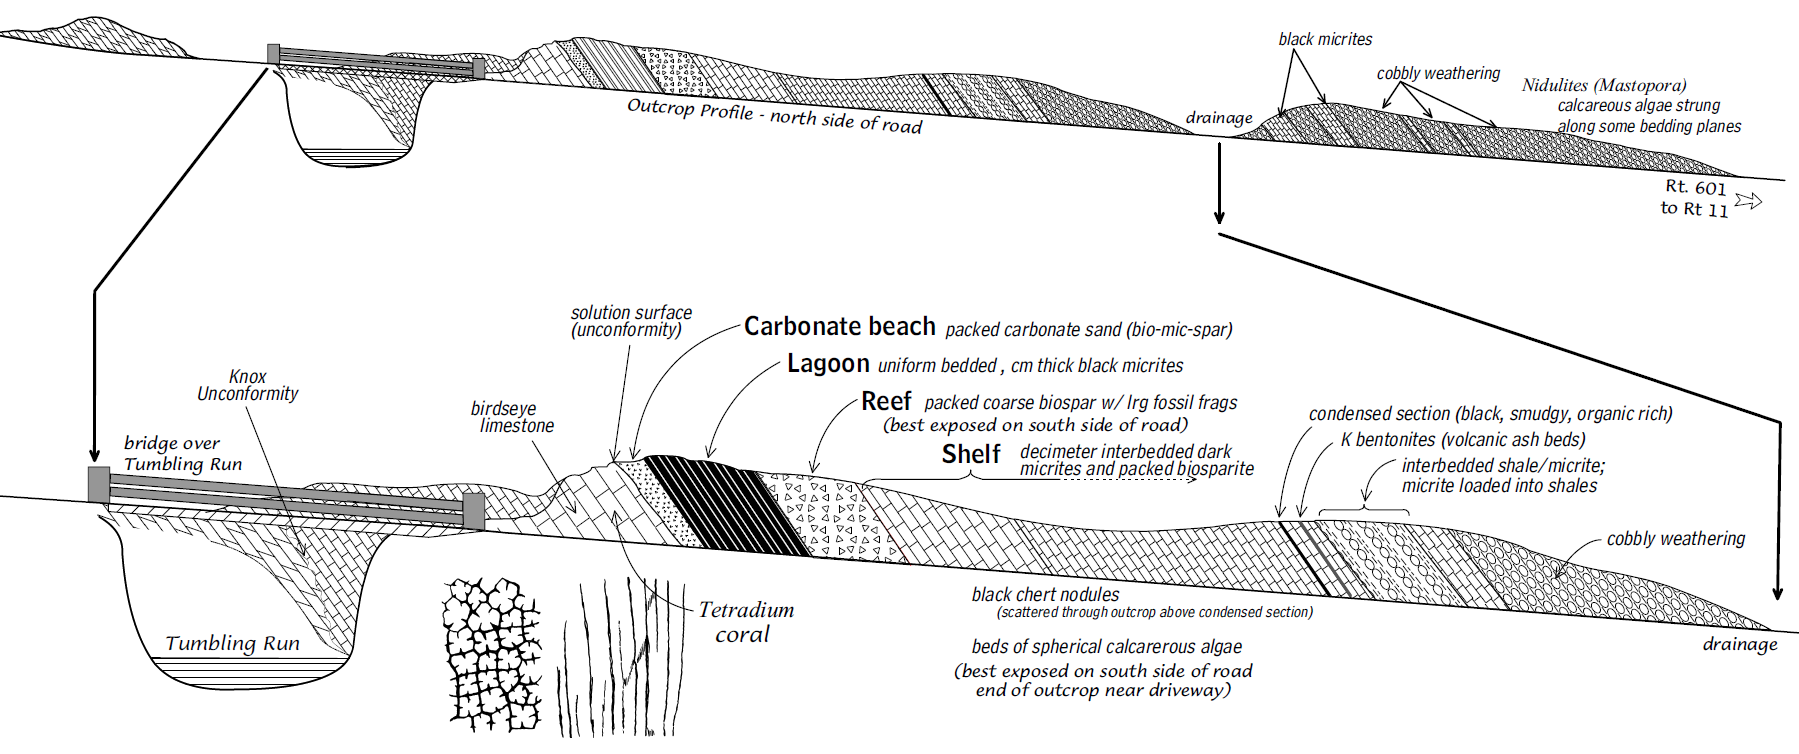 black micrites
cobbly weathering
Nidulites (Mastopora)
calcareous algae strung
along some bedding planes
Outcrop Profile - north side of road
drainage
Rt. 601
to Rt 11
solution surface
(unconformity)
Carbonate beach packed carbonate sand (bio-mic-spar)
Lagoon uniform bedded , cm thick black micrites
Knox
Unconformity
birdseye
limestone
Reef packed coarse biospar w/ lrg fossil frags
(best exposed on south side of road)
Shelf decimeter interbedded dark
micrites and packed biosparite
condensed section (black, smudgy, organic rich)
K bentonites (volcanic ash beds)
interbedded shale/micrite;
micrite loaded into shales
bridge over
Tumbling Run
cobbly weathering
black chert nodules
(scattered through outcrop above condensed section)
Tetradium
coral
Tumbling Run
beds of spherical calcarerous algae
(best exposed on south side of road
end of outcrop near driveway)
drainage